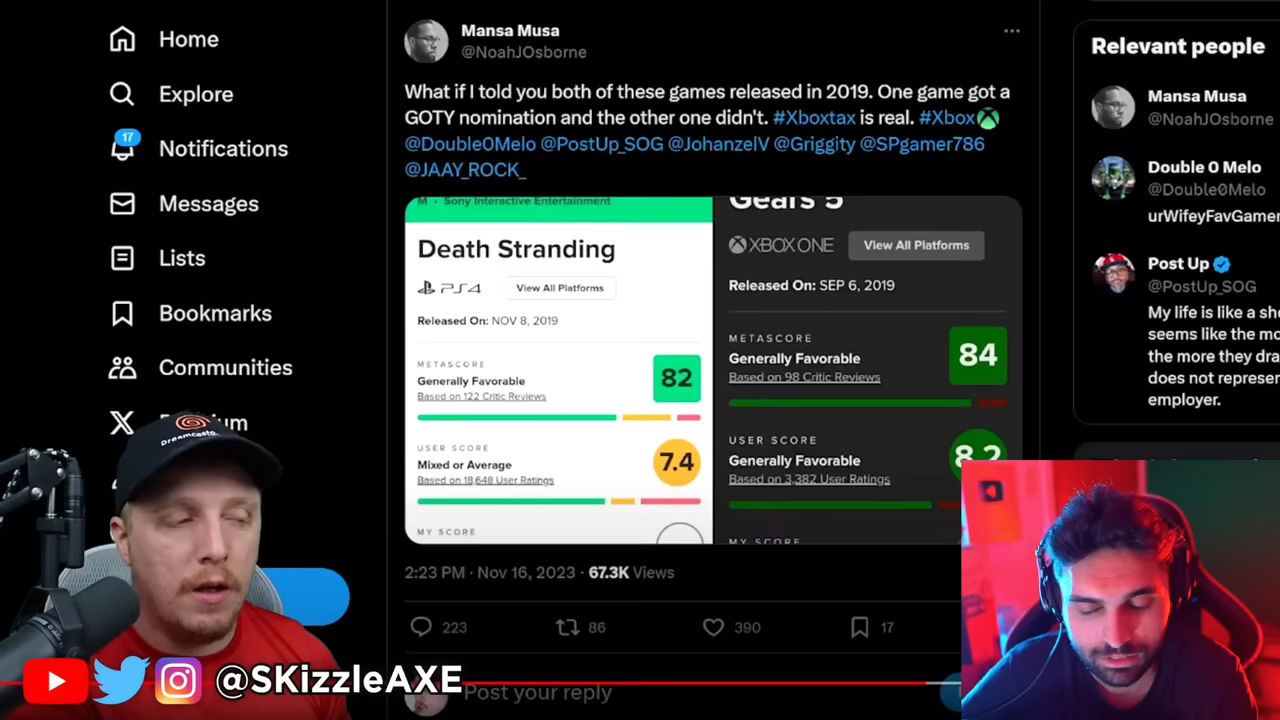 Home
Explore
17
Notifications
Messages
Lists
Bookmarks
Communities
Mansa Musa
@NoahJOsborne
What if I told you both of these games released in 2019. One game got a
GOTY nomination and the other one didn't. #Xboxtax is real. #Xbox
@Double0Melo @PostUp_SOG @JohanzelV @Griggity @SPgamer786
@JAAY_ROCK_
M • Sony Interactive Entertainment
Death Stranding
PS4
View All Platforms
Released On: NOV 8, 2019
METASCORE
Generally Favorable
Based on 122 Critic Reviews
82
USER SCORE
Mixed or Average
Based on 18,648 User Ratings
7.4
MY SCORE
Gears 5
XBOX ONE
View All Platforms
Released On: SEP 6, 2019
METASCORE
Generally Favorable
Based on 98 Critic Reviews
84
USER SCORE
Generally Favorable
Based on 3,382 User Ratings
8.2
MY SCORE
2:23 PM · Nov 16, 2023 · 67.3K Views
223
86
390
17
Post your reply
Relevant people
Mansa Musa
@NoahJOsborne
Double 0 Melo
@Double0Melo
urWifeyFavGamer
Post Up
@PostUp_SOG
My life is like a
seems like the
the more they
does not represen
employer.
Dreamcast
@SKizzleAXE